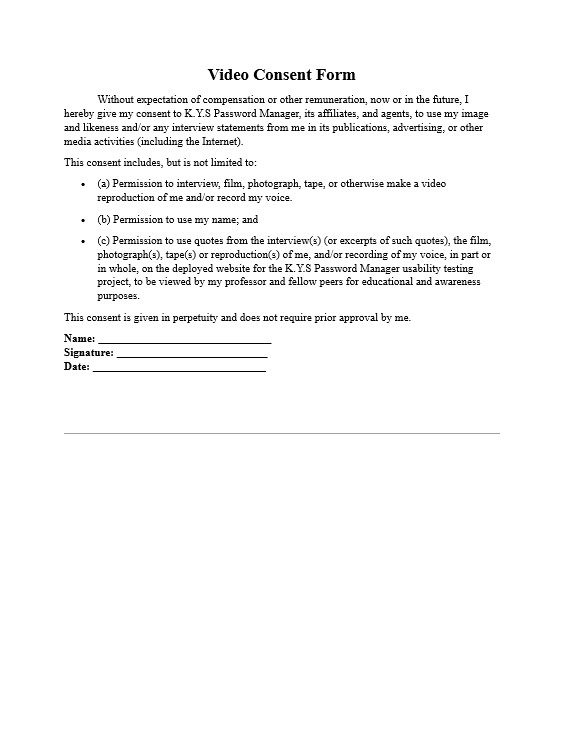 Video Consent Form
Without expectation of compensation or other remuneration, now or in the future, I
hereby give my consent to K.Y.S Password Manager, its affiliates, and agents, to use my image
and likeness and/or any interview statements from me in its publications, advertising, or other
media activities (including the Internet).
This consent includes, but is not limited to:
• (a) Permission to interview, film, photograph, tape, or otherwise make a video
reproduction of me and/or record my voice.
• (b) Permission to use my name; and
• (c) Permission to use quotes from the interview(s) (or excerpts of such quotes), the film,
photograph(s), tape(s) or reproduction(s) of me, and/or recording of my voice, in part or
in whole, on the deployed website for the K.Y.S Password Manager usability testing
project, to be viewed by my professor and fellow peers for educational and awareness
purposes.
This consent is given in perpetuity and does not require prior approval by me.
Name: ________________________________
Signature: ____________________________
Date: ________________________________